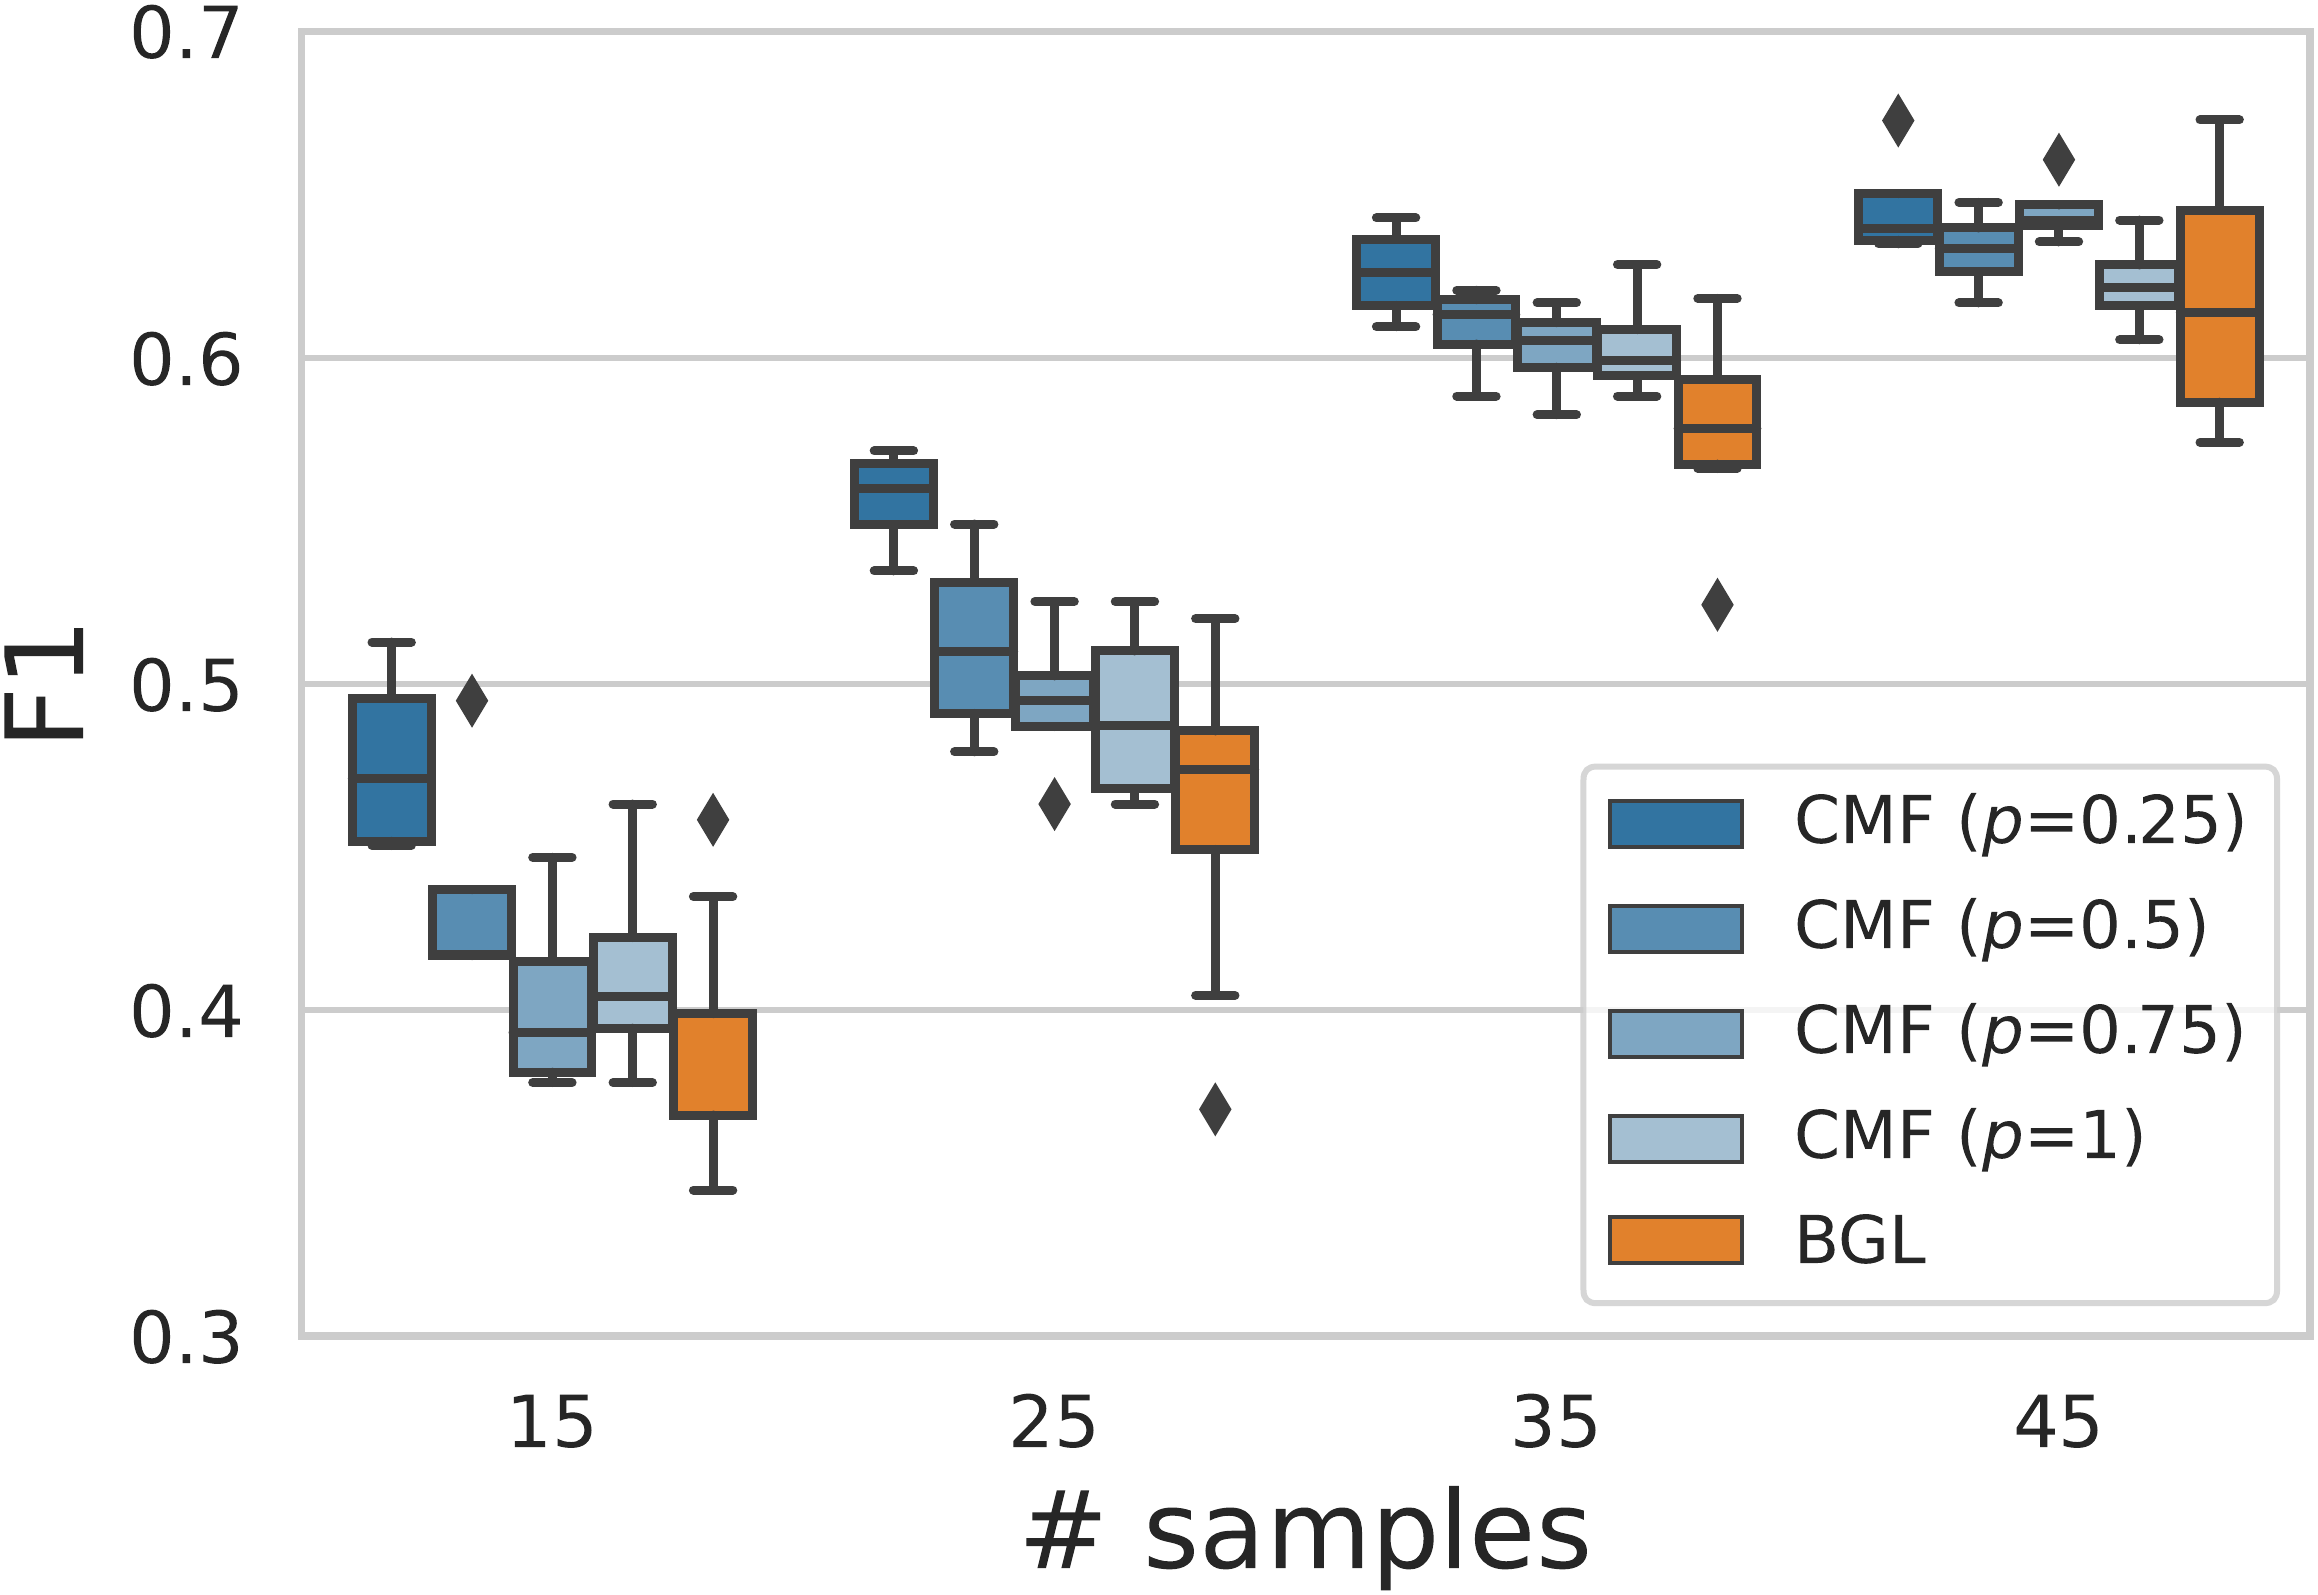 0.7
0.6
0.5
0.4
0.3
F1
15 25 35 45
# samples
CMF (p=0.25)
CMF (p=0.5)
CMF (p=0.75)
CMF (p=1)
BGL